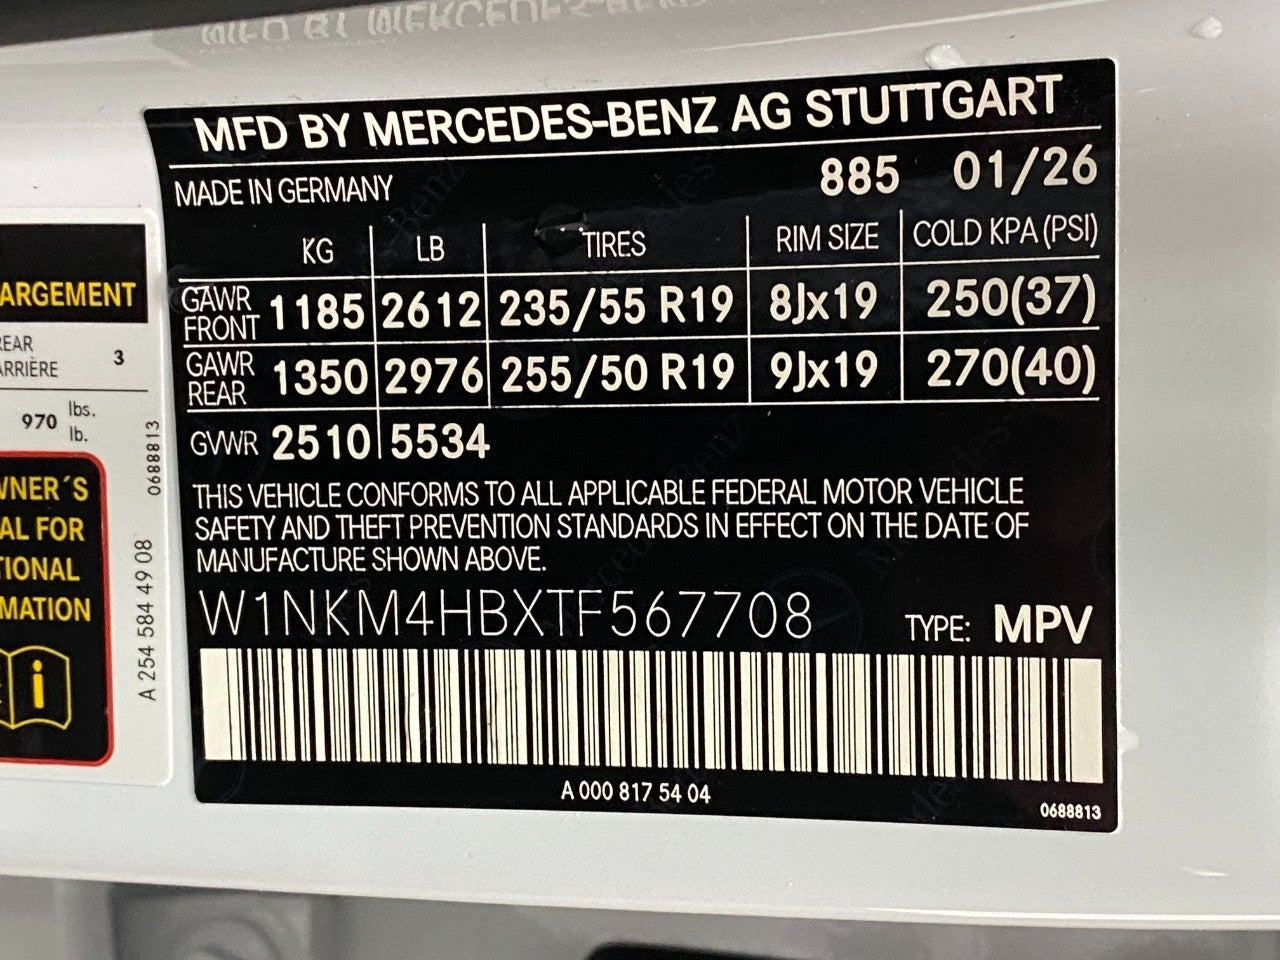 MFD BY MERCEDES-BENZ AG STUTTGART
MADE IN GERMANY 885 01/26
KG LB TIRES RIM SIZE COLD KPA (PSI)
GAWR FRONT 1185 2612 235/55 R19 8Jx19 250(37)
GAWR REAR 1350 2976 255/50 R19 9Jx19 270(40)
GVWR 2510 5534
THIS VEHICLE CONFORMS TO ALL APPLICABLE FEDERAL MOTOR VEHICLE
SAFETY AND THEFT PREVENTION STANDARDS IN EFFECT ON THE DATE OF
MANUFACTURE SHOWN ABOVE.
W1NKM4HBXTF567708 TYPE: MPV
A 000 817 54 04
0688813
ARGEMENT
EAR
ARRIÈRE 3
970 lbs.
lb.
WNER´S
AL FOR
TIONAL
MATION
0688813
A 254 584 49 08